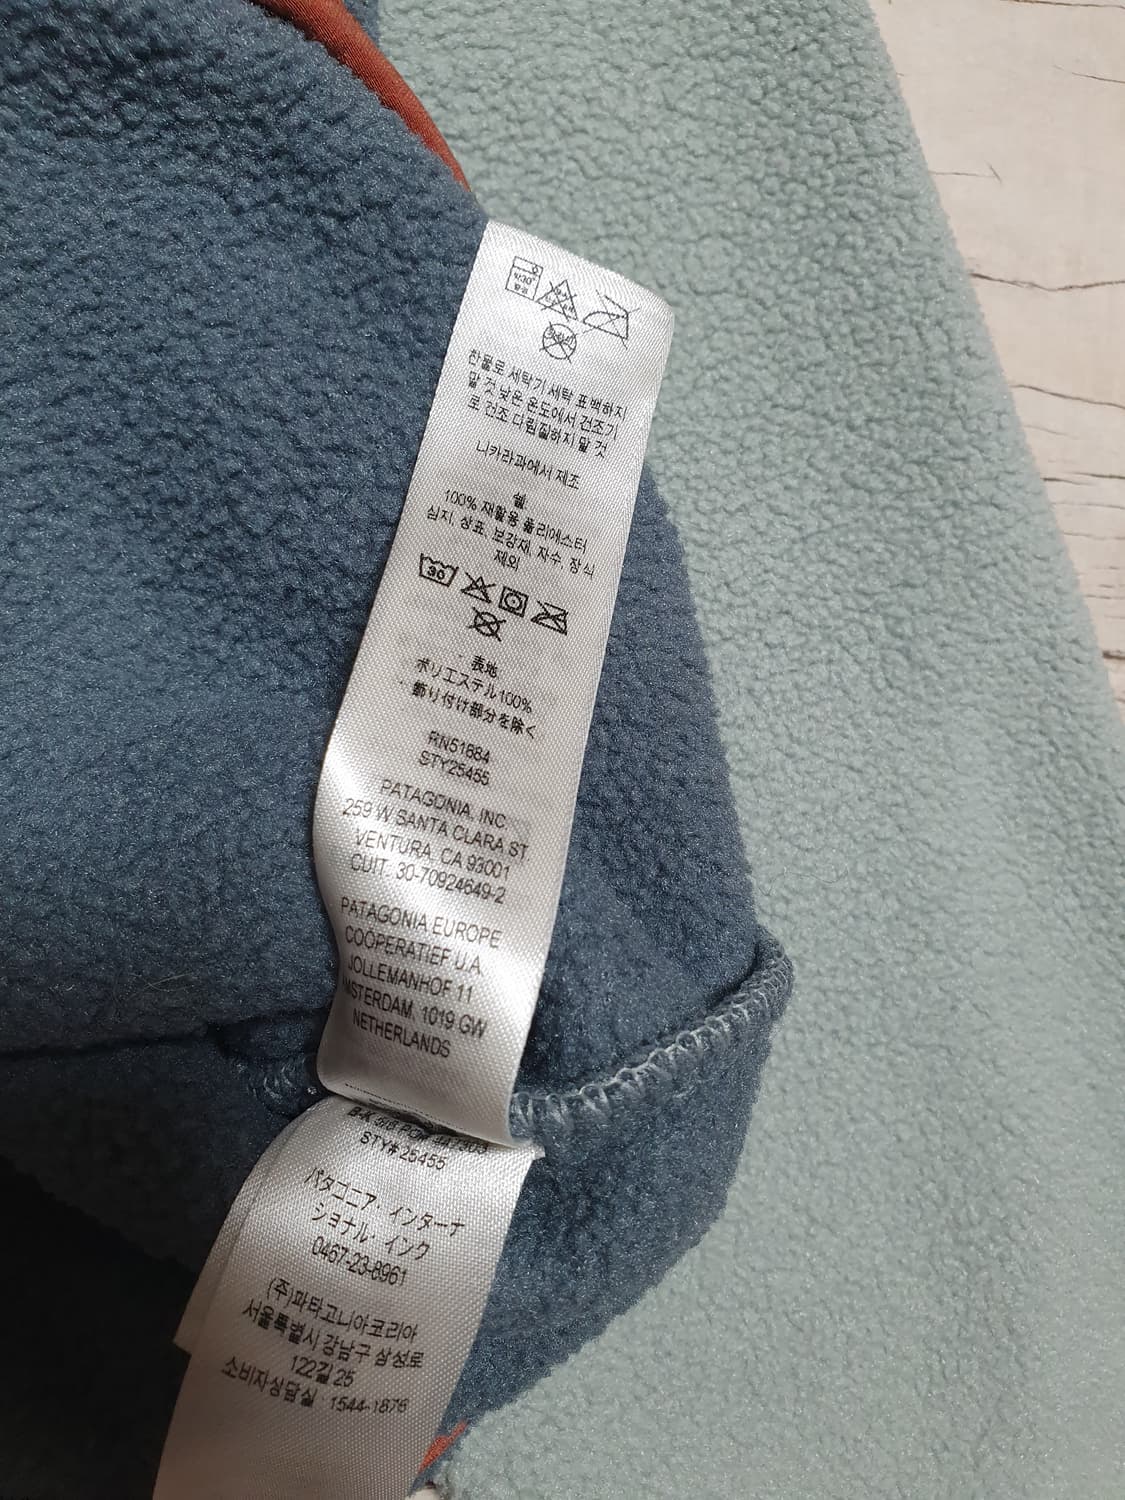 찬물로 세탁기 세탁 표백하지
말 것 낮은 온도에서 건조기
로 건조 다림질하지 말 것
니카라과에서 제조
쉘
100% 재활용 폴리에스터
심지, 상표, 보강재, 자수, 장식
제외
30
表地
ポリエステル100%
飾り付け部分を除く
RN51884
STY25455
PATAGONIA, INC
259 W SANTA CLARA ST
VENTURA, CA 93001
CUIT. 30-70924649-2
PATAGONIA EUROPE
COOPERATIEF U.A.
JOLLEMANHOF 11
AMSTERDAM, 1019 GW
NETHERLANDS
STY# 25455
パタゴニア・インターナ
ショナル・インク
0467-23-8961
(주)파타고니아코리아
서울특별시 강남구 삼성로
122길 25
소비자상담실 1544-1876